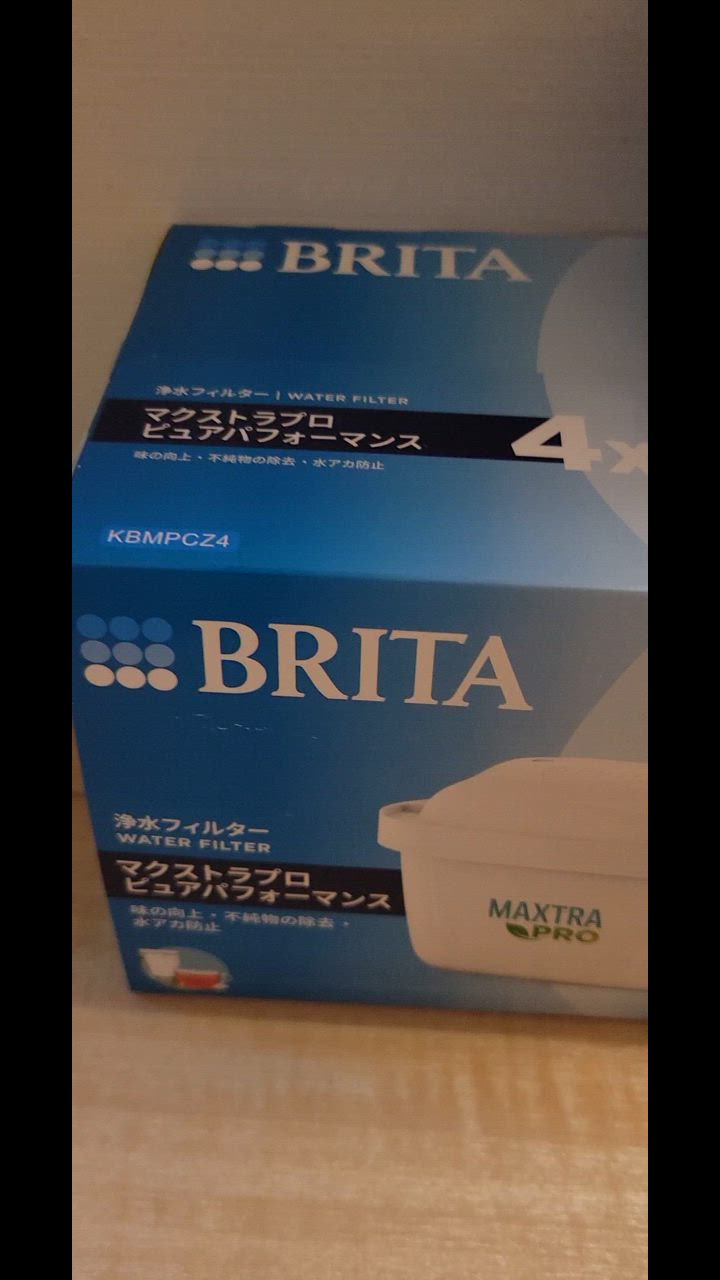 BRITA
浄水フィルター | WATER FILTER
マクストラプロ
ピュアパフォーマンス
味の向上・不純物の除去・水アカ防止
4x
KBMPCZ4
BRITA
浄水フィルター
WATER FILTER
マクストラプロ
ピュアパフォーマンス
味の向上・不純物の除去・
水アカ防止
MAXTRA
PRO